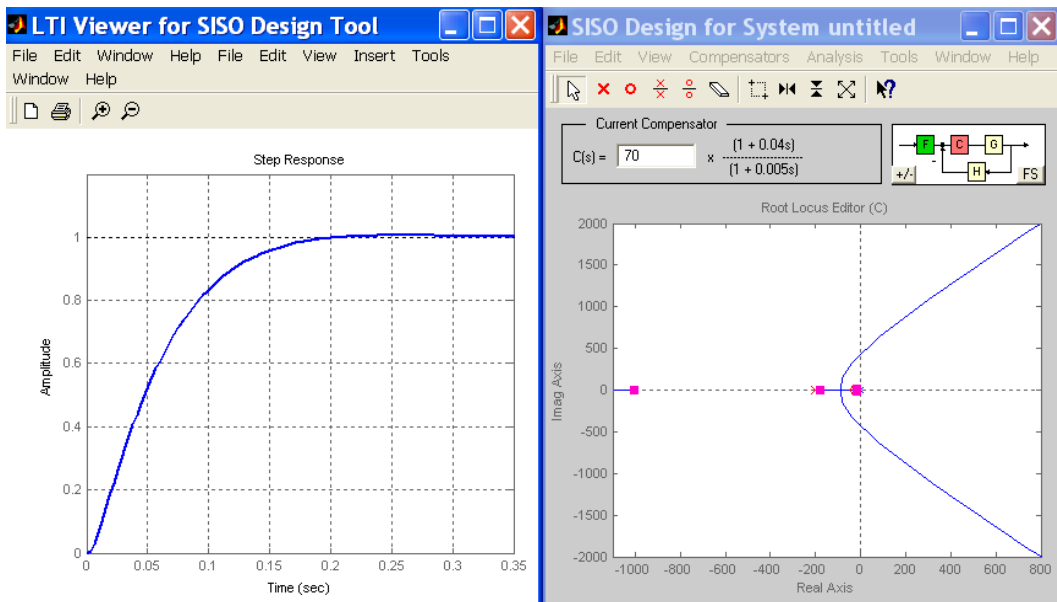 LTI Viewer for SISO Design Tool
File Edit Window Help File Edit View Insert Tools
Window Help
Step Response
Amplitude
1
0.8
0.6
0.4
0.2
0
0 0.05 0.1 0.15 0.2 0.25 0.3 0.35
Time (sec)
SISO Design for System untitled
File Edit View Compensators Analysis Tools Window Help
Current Compensator
C(s) = 70 x (1 + 0.04s)
(1 + 0.005s)
F C G
H
+/-
FS
-
Root Locus Editor (C)
Imag Axis
2000
1500
1000
500
0
-500
-1000
-1500
-2000
-1000 -800 -600 -400 -200 0 200 400 600 800
Real Axis